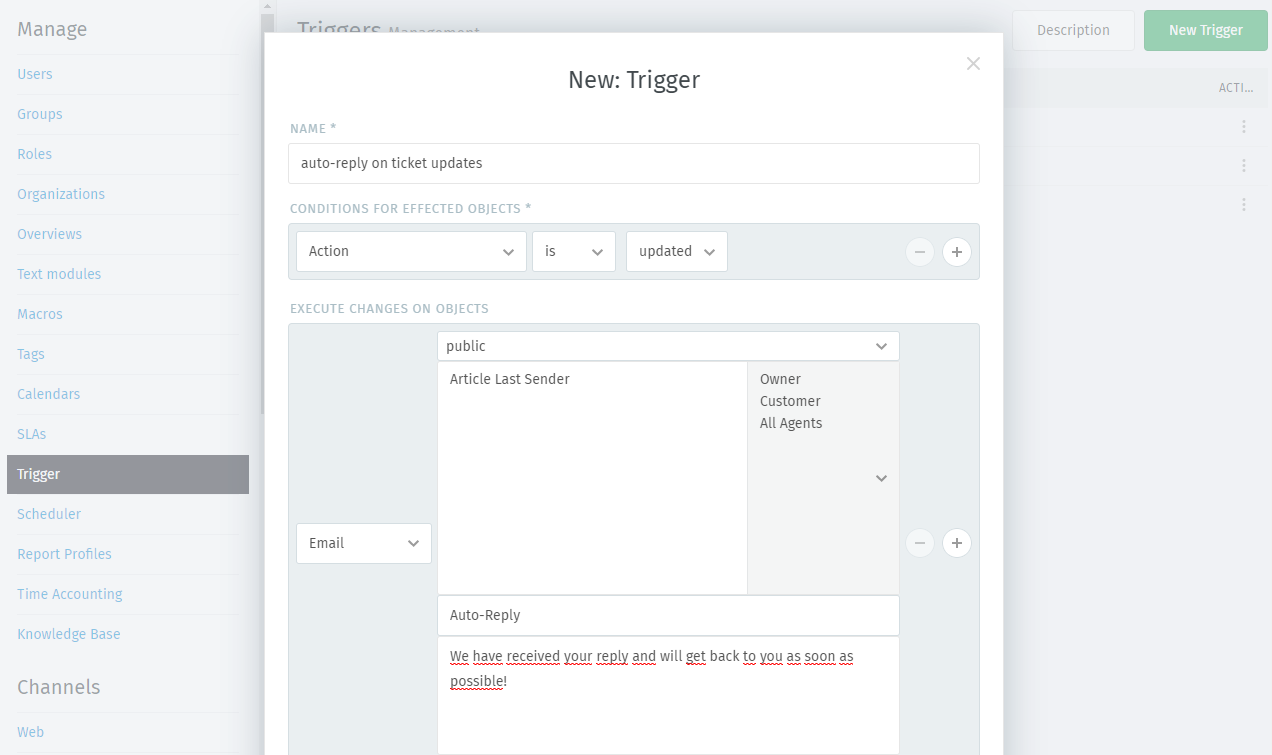 Manage
Users
Groups
Roles
Organizations
Overviews
Text modules
Macros
Tags
Calendars
SLAs
Trigger
Scheduler
Report Profiles
Time Accounting
Knowledge Base
Channels
Web
Triggers Management
Description
New Trigger
ACTI...
New: Trigger
NAME *
auto-reply on ticket updates
CONDITIONS FOR EFFECTED OBJECTS *
Action is updated
EXECUTE CHANGES ON OBJECTS
Email
public
Article Last Sender
Owner
Customer
All Agents
Auto-Reply
We have received your reply and will get back to you as soon as
possible!